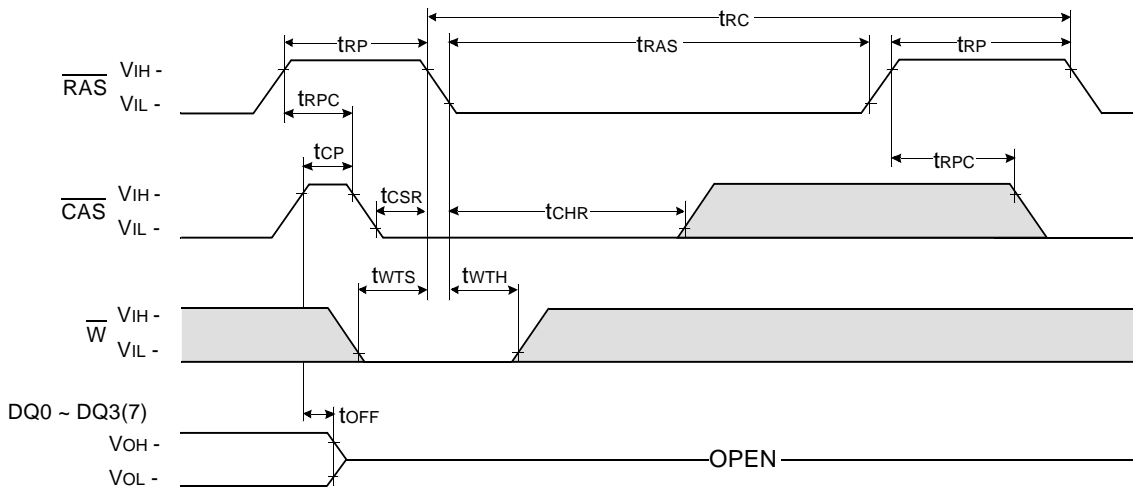 tRC
tRP
tRAS
tRP
RAS
VIH -
VIL -
tRPC
tRPC
tCP
CAS
VIH -
VIL -
tCSR
tCHR
tWTS
tWTH
W
VIH -
VIL -
DQ0 ~ DQ3(7)
tOFF
VOH -
VOL -
OPEN